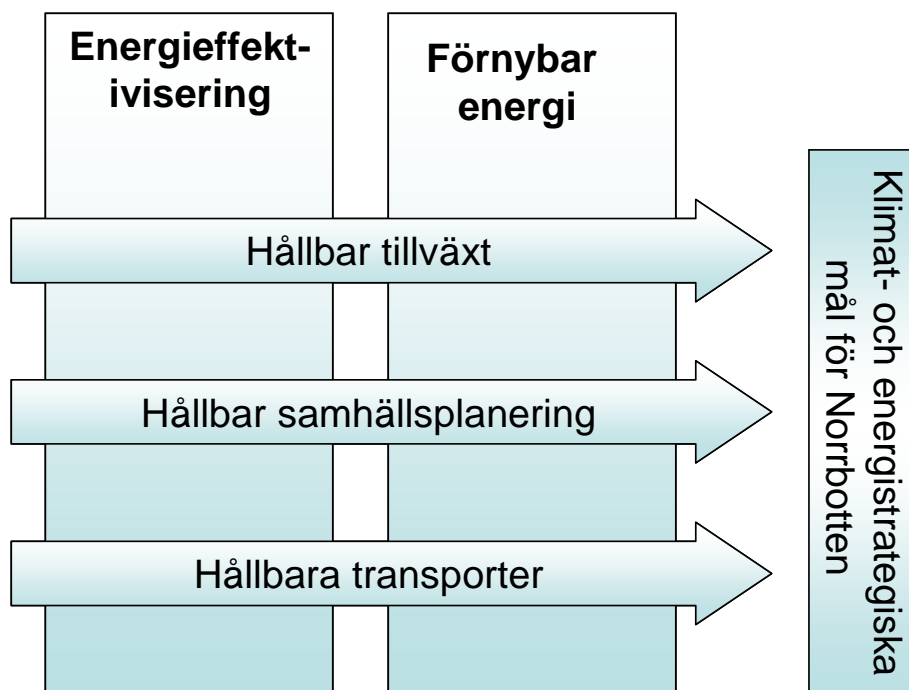 Energieffekt-
ivisering
Förnybar
energi
Hållbar tillväxt
Hållbar samhällsplanering
Hållbara transporter
Klimat- och energistrategiska
mål för Norrbotten